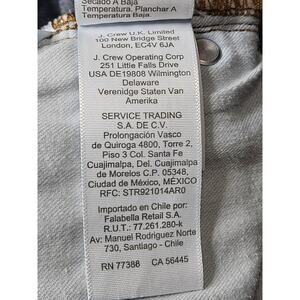 Secado A Baja
Temperatura. Planchar A
Temperatura Baja.
J. Crew U.K. Limited
100 New Bridge Street
London, EC4V 6JA
J. Crew Operating Corp
251 Little Falls Drive
USA DE19808 Wilmington
Delaware
Verenidge Staten Van
Amerika
SERVICE TRADING
S.A. DE C.V.
Prolongación Vasco
de Quiroga 4800, Torre 2,
Piso 3 Col. Santa Fe
Cuajimalpa, Del. Cuajimalpa
de Morelos C.P. 05348,
Ciudad de México, MÉXICO
RFC: STR921014AR0
Importado en Chile por:
Falabella Retail S.A.
R.U.T.: 77.261.280-k
Av: Manuel Rodriguez Norte
730, Santiago - Chile
RN 77388 CA 56445